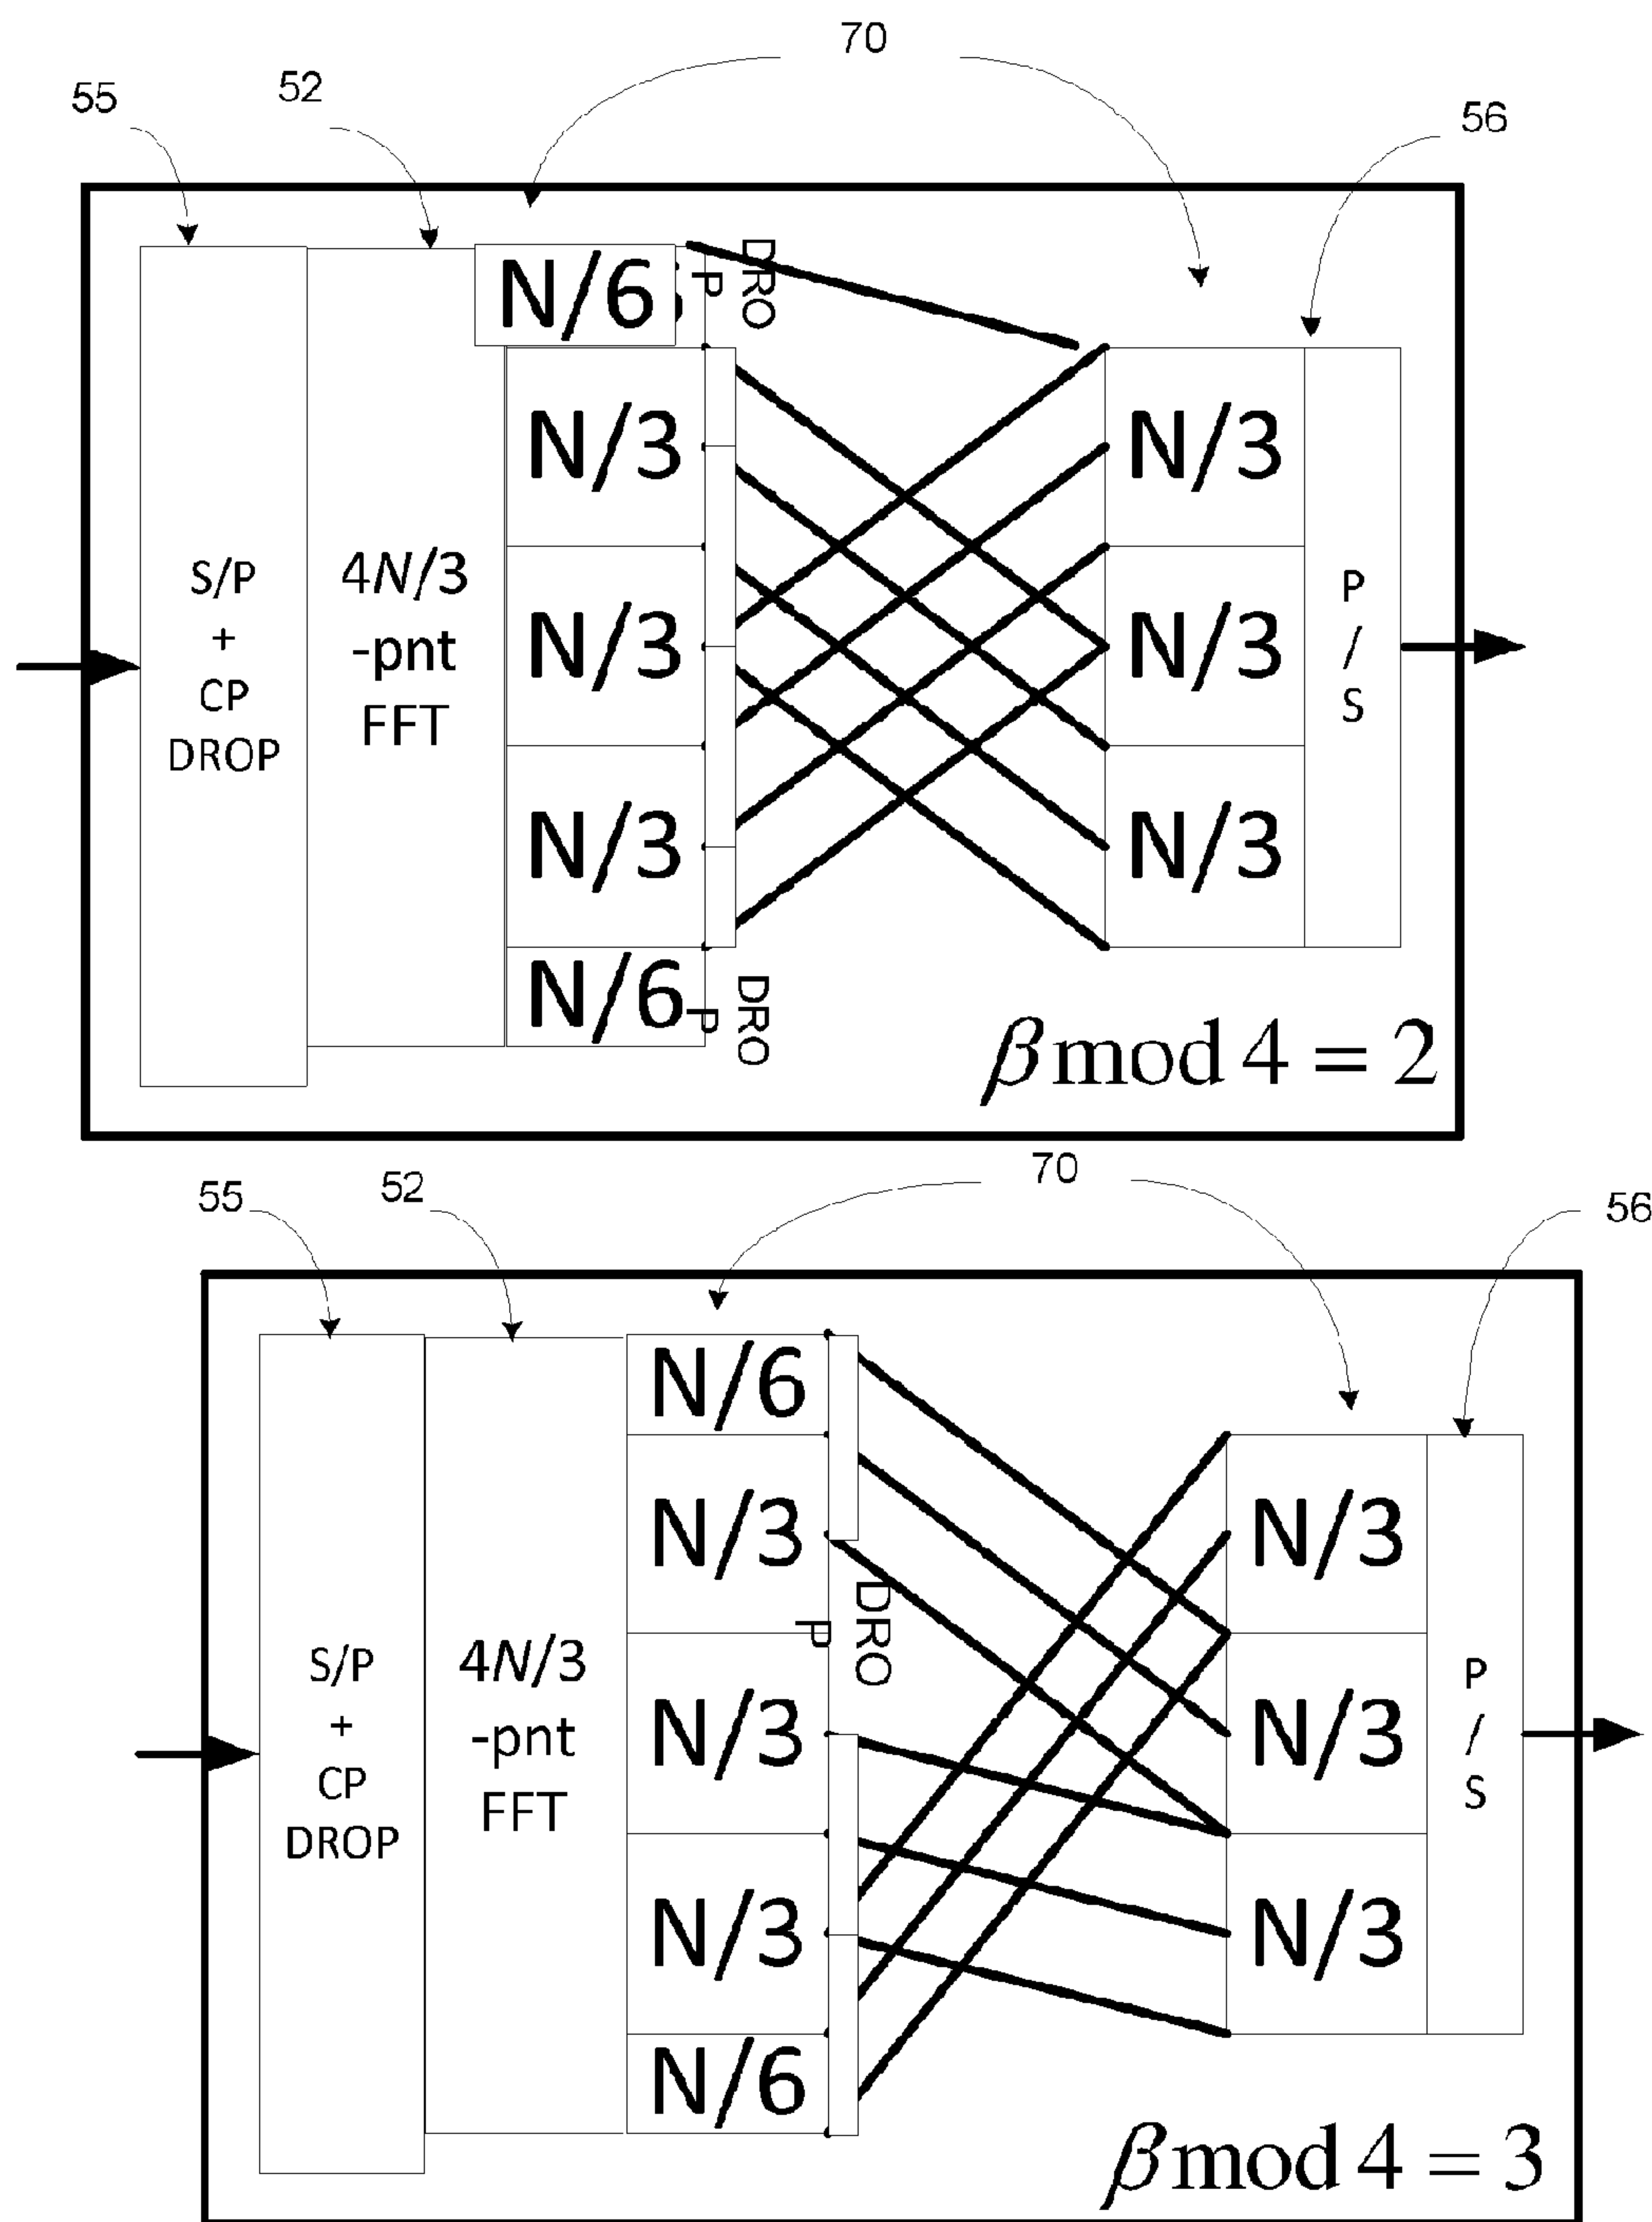 70
55
52
56
N/6
DRO
P
N/3
N/3
N/3
N/6
DRO
P
S/P
+
CP
DROP
4N/3
-pnt
FFT
N/3
N/3
N/3
P
/
S
β mod 4 = 2
70
55
52
56
N/6
N/3
N/3
N/3
N/6
DRO
P
S/P
+
CP
DROP
4N/3
-pnt
FFT
N/3
N/3
N/3
P
/
S
β mod 4 = 3